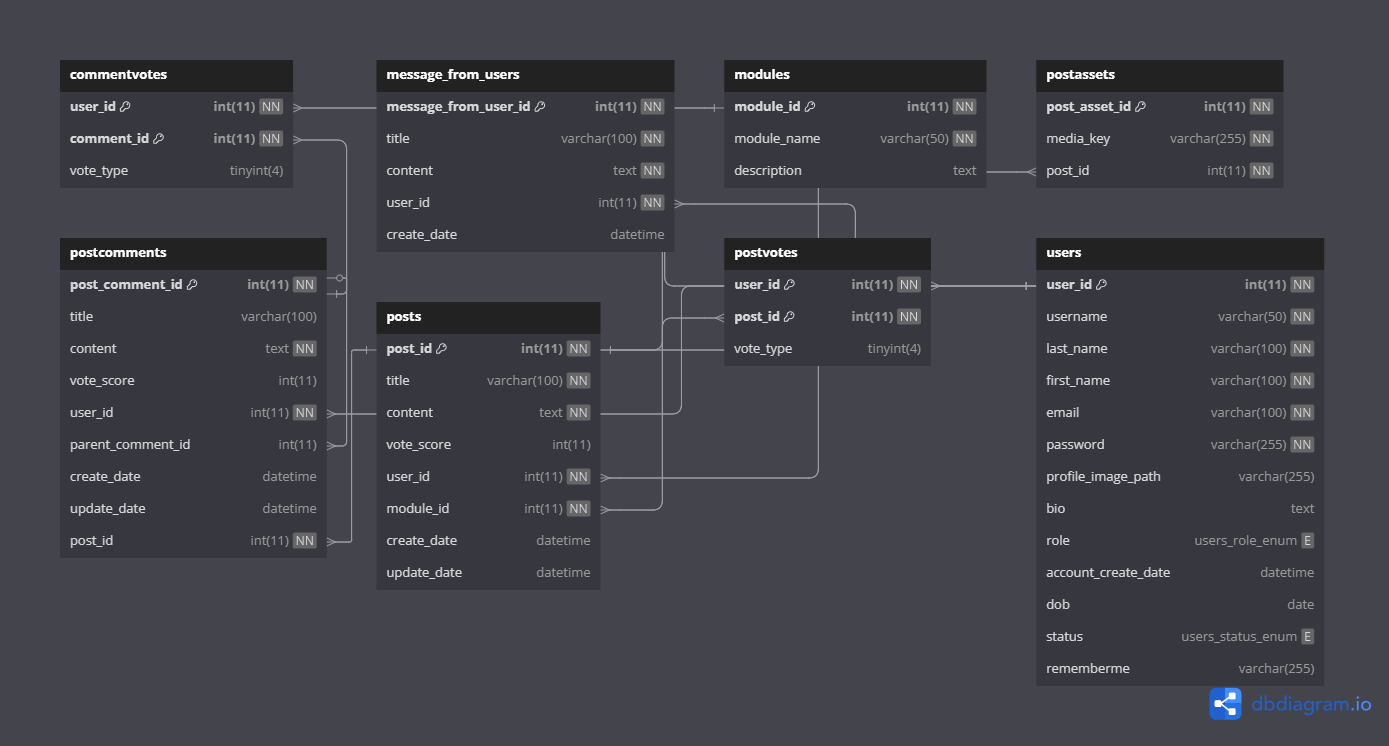 commentvotes
user_id int(11) NN
comment_id int(11) NN
vote_type tinyint(4)
message_from_users
message_from_user_id int(11) NN
title varchar(100) NN
content text NN
user_id int(11) NN
create_date datetime
modules
module_id int(11) NN
module_name varchar(50) NN
description text
postassets
post_asset_id int(11) NN
media_key varchar(255) NN
post_id int(11) NN
postcomments
post_comment_id int(11) NN
title varchar(100)
content text NN
vote_score int(11)
user_id int(11) NN
parent_comment_id int(11)
create_date datetime
update_date datetime
post_id int(11) NN
posts
post_id int(11) NN
title varchar(100) NN
content text NN
vote_score int(11)
user_id int(11) NN
module_id int(11) NN
create_date datetime
update_date datetime
postvotes
user_id int(11) NN
post_id int(11) NN
vote_type tinyint(4)
users
user_id int(11) NN
username varchar(50) NN
last_name varchar(100) NN
first_name varchar(100) NN
email varchar(100) NN
password varchar(255) NN
profile_image_path varchar(255)
bio text
role users_role_enum E
account_create_date datetime
dob date
status users_status_enum E
rememberme varchar(255)
dbdiagram.io